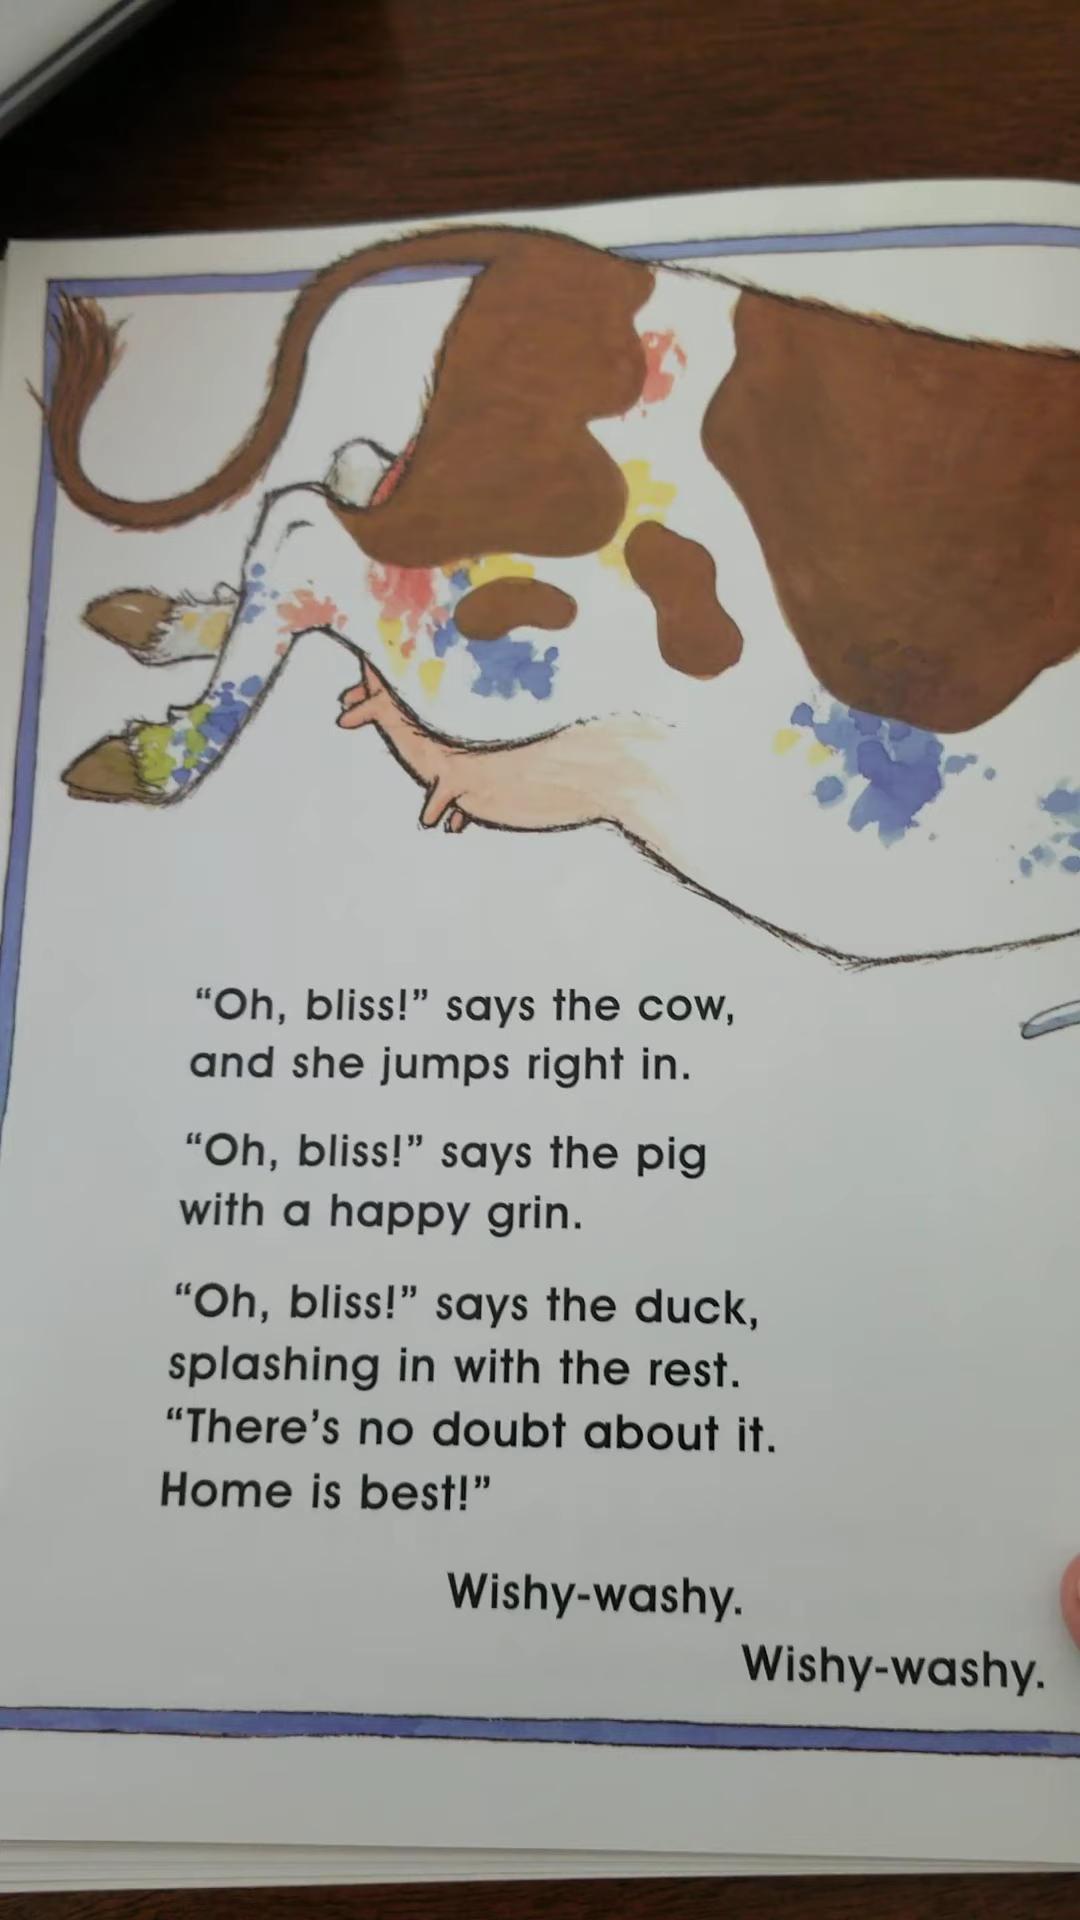 “Oh, bliss!” says the cow,
and she jumps right in.
“Oh, bliss!” says the pig
with a happy grin.
“Oh, bliss!” says the duck,
splashing in with the rest.
“There’s no doubt about it.
Home is best!”
Wishy-washy.
Wishy-washy.